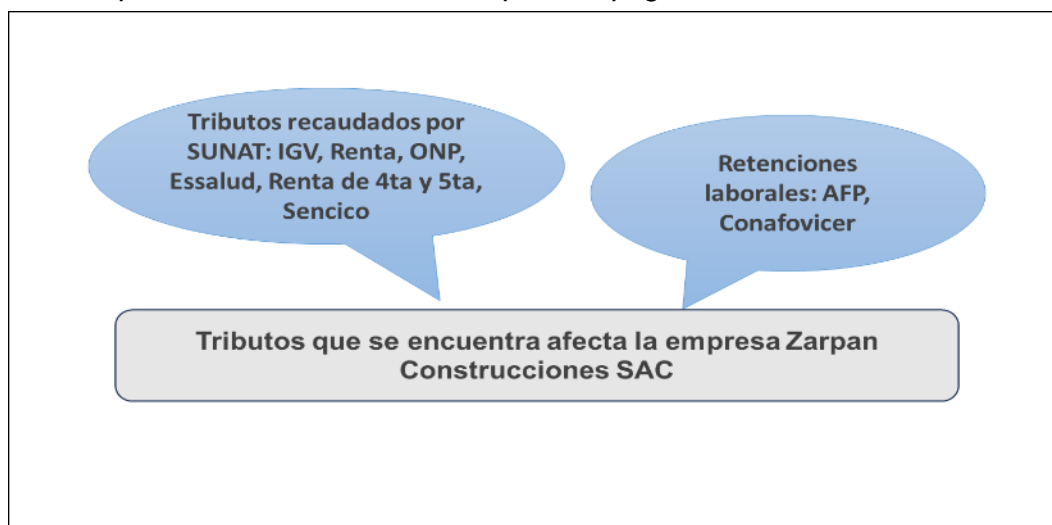 Tributos recaudados por
SUNAT: IGV, Renta, ONP,
Essalud, Renta de 4ta y 5ta,
Sencico
Retenciones
laborales: AFP,
Conafovicer
Tributos que se encuentra afecta la empresa Zarpan
Construcciones SAC